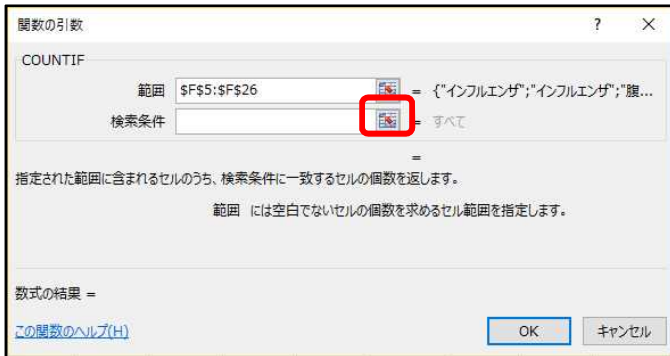 関数の引数 ? ×
COUNTIF
範囲 $F$5:$F$26 = {"インフルエンザ";"インフルエンザ";"腹...
検索条件 = すべて
=
指定された範囲に含まれるセルのうち、検索条件に一致するセルの個数を返します。
範囲 には空白でないセルの個数を求めるセル範囲を指定します。
数式の結果 =
この関数のヘルプ(H) OK キャンセル